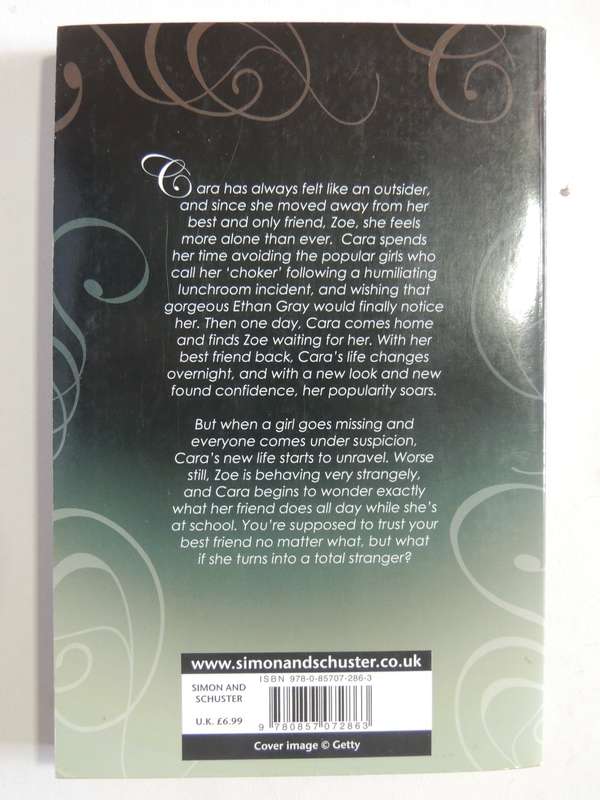 Cara has always felt like an outsider,
and since she moved away from her
best and only friend, Zoe, she feels
more alone than ever. Cara spends
her time avoiding the popular girls who
call her ‘choker’ following a humiliating
lunchroom incident, and wishing that
gorgeous Ethan Gray would finally notice
her. Then one day, Cara comes home
and finds Zoe waiting for her. With her
best friend back, Cara’s life changes
overnight, and with a new look and new
found confidence, her popularity soars.
But when a girl goes missing and
everyone comes under suspicion,
Cara’s new life starts to unravel. Worse
still, Zoe is behaving very strangely,
and Cara begins to wonder exactly
what her friend does all day while she’s
at school. You’re supposed to trust your
best friend no matter what, but what
if she turns into a total stranger?
www.simonandschuster.co.uk
SIMON AND
SCHUSTER
U.K. £6.99
ISBN 978-0-85707-286-3
9 780857 072863
Cover image © Getty